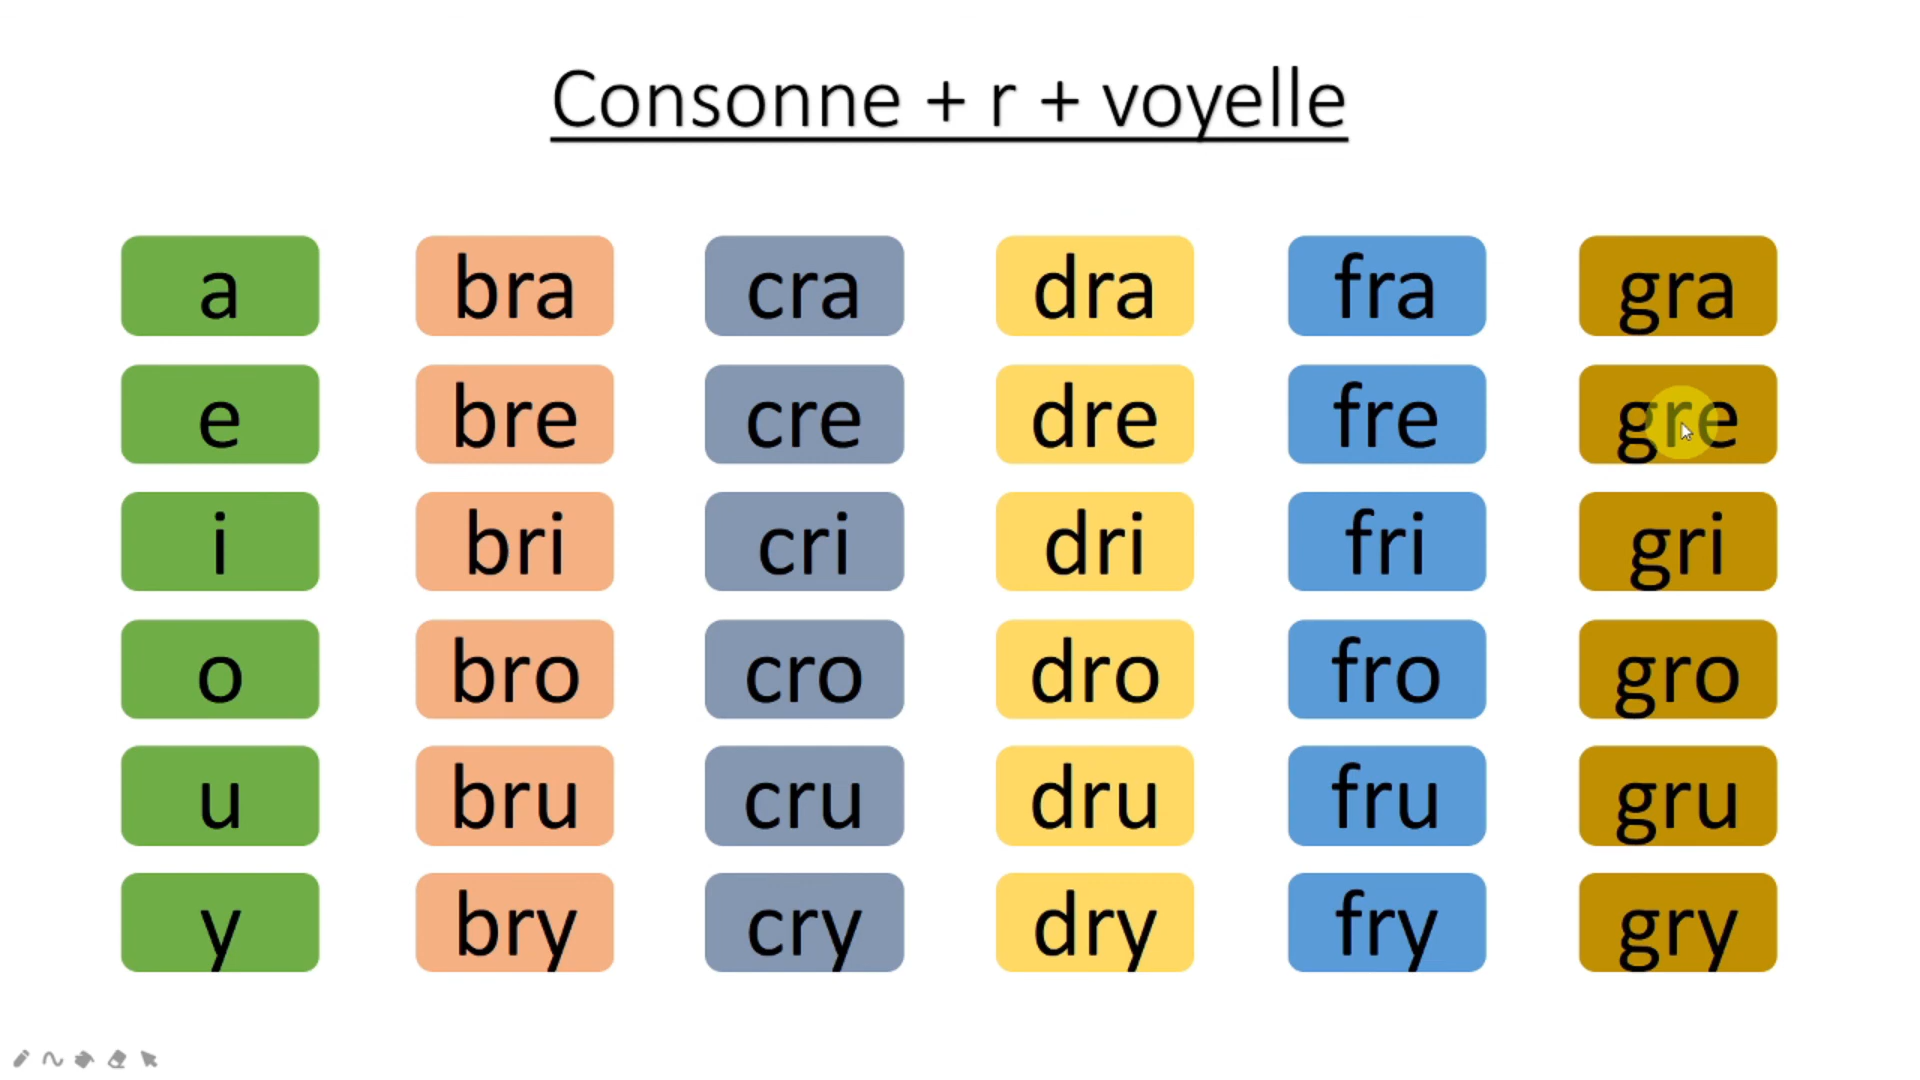 Consonne + r + voyelle
a bra cra dra fra gra
e bre cre dre fre gre
i bri cri dri fri gri
o bro cro dro fro gro
u bru cru dru fru gru
y bry cry dry fry gry